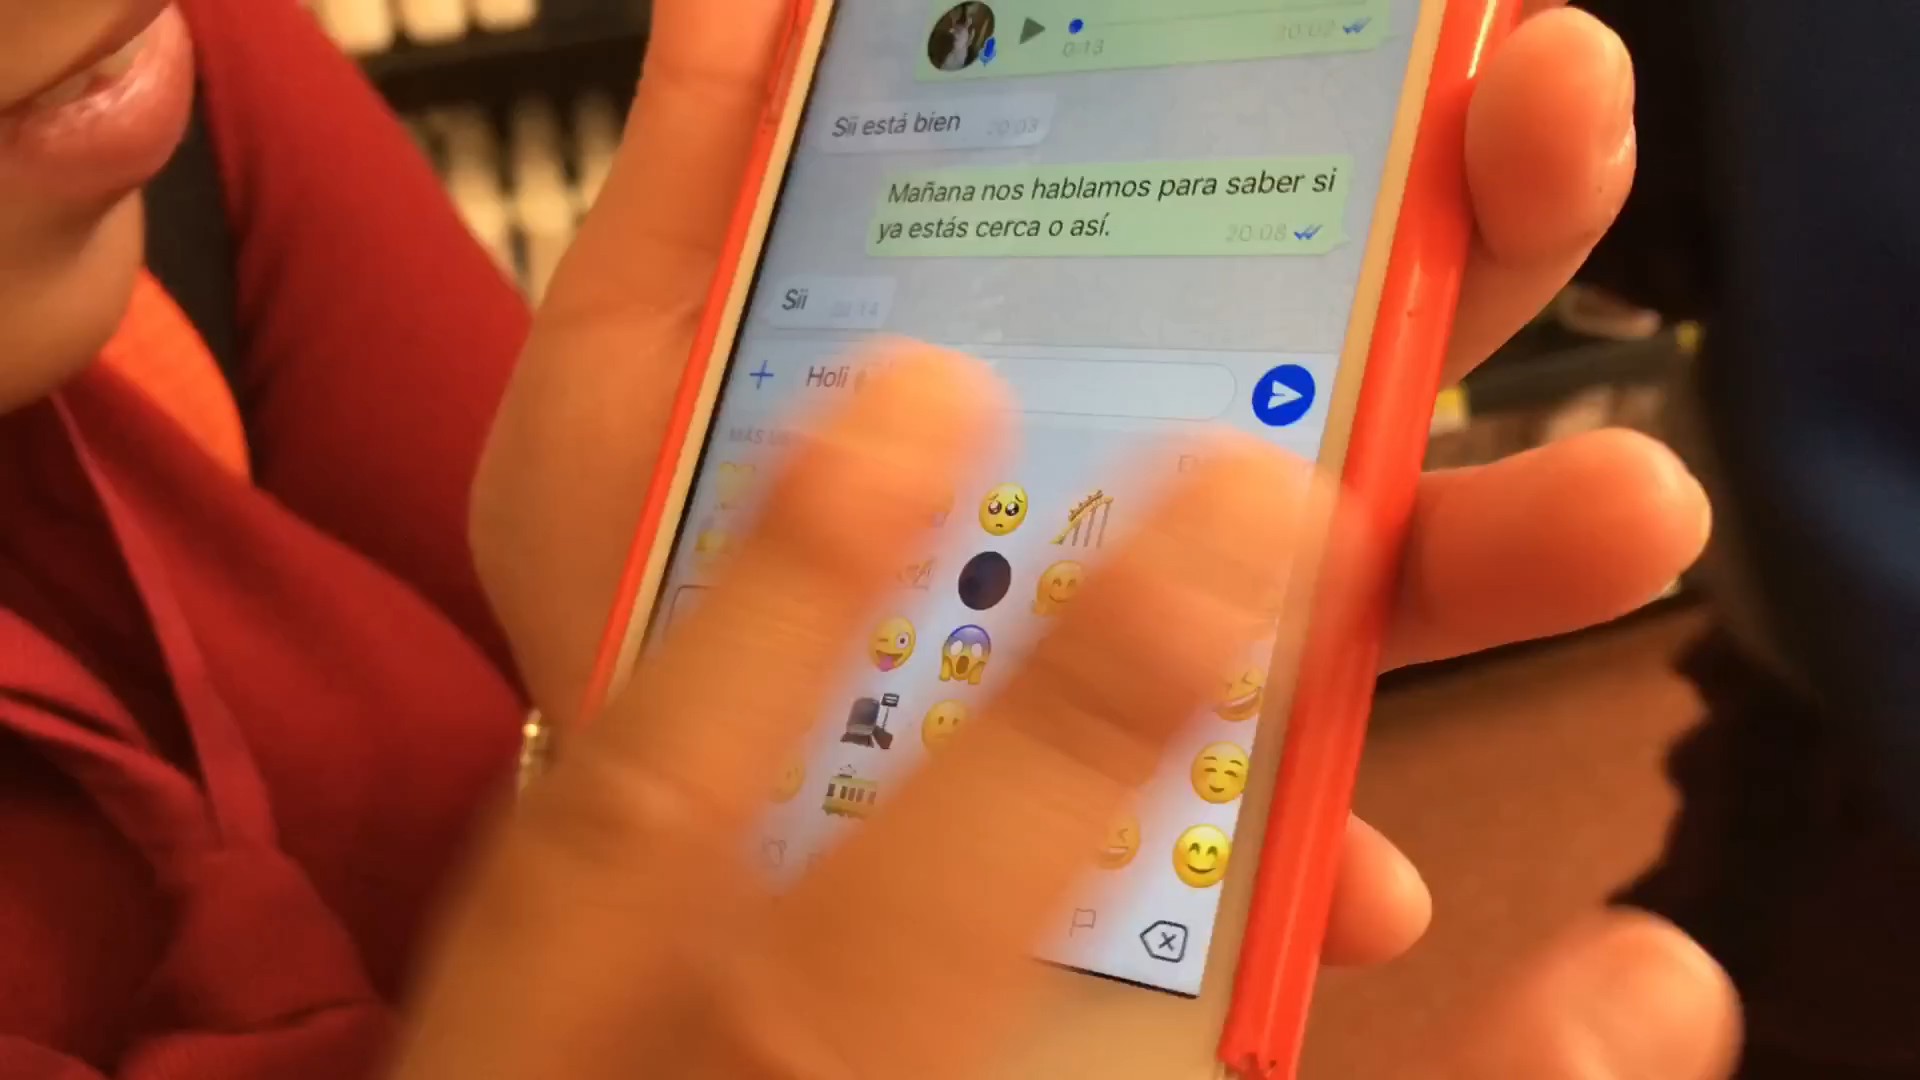 0:13 20:02
Sii está bien 20:03
Mañana nos hablamos para saber si
ya estás cerca o así. 20:08
Sii
Holi
MÁS